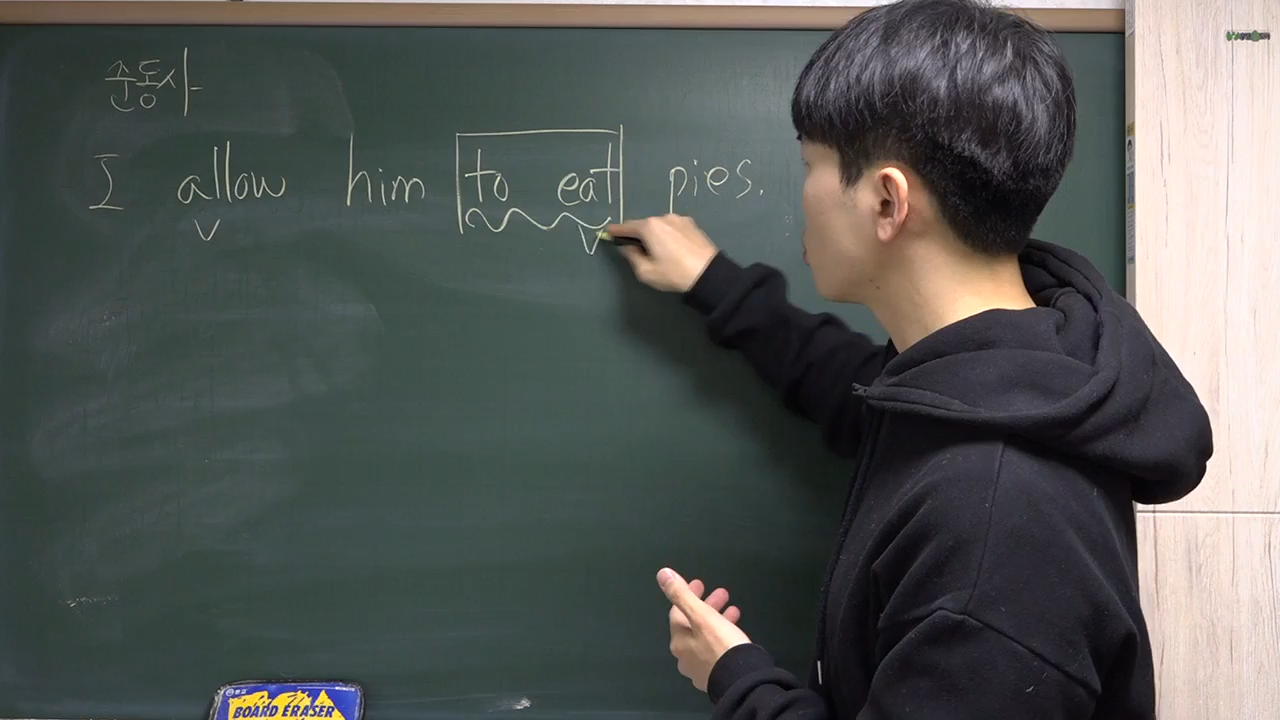 준동사
I allow him to eat pies.
V V
BOARD ERASER